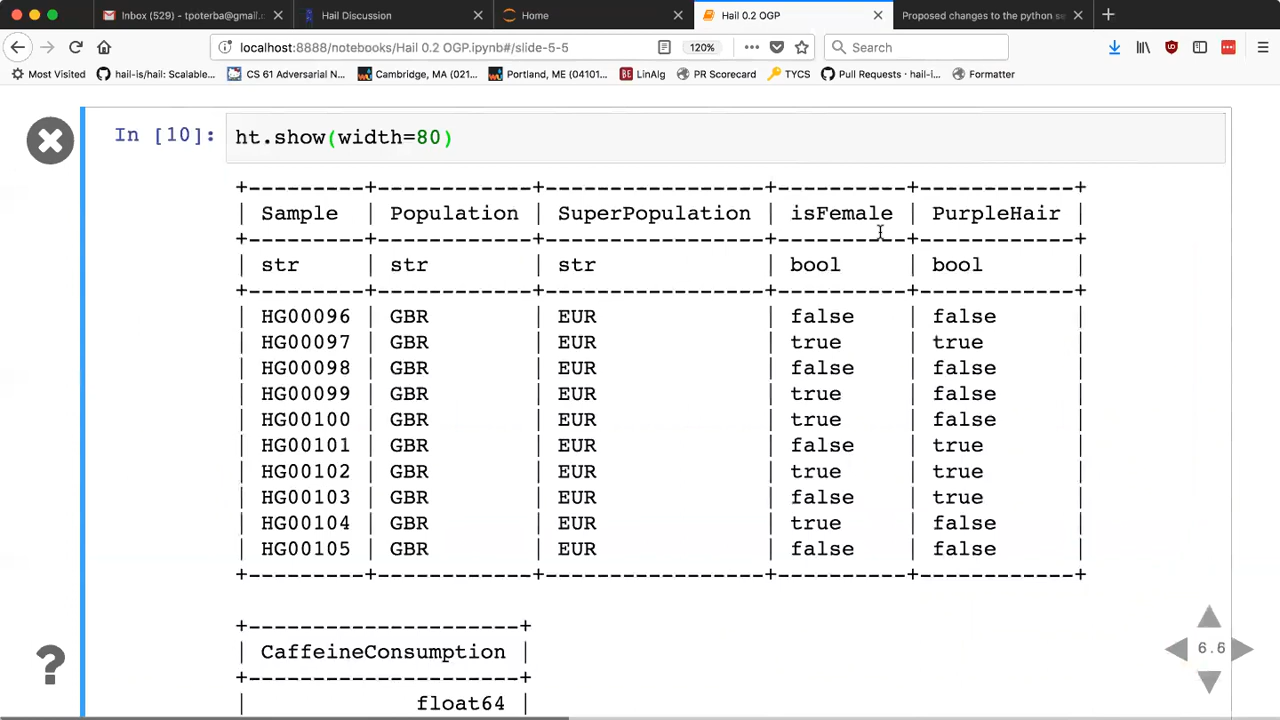 Inbox (529) - tpoterba@gmail.c
Hail Discussion
Home
Hail 0.2 OGP
Proposed changes to the python se
localhost:8888/notebooks/Hail 0.2 OGP.ipynb#/slide-5-5
120%
Search
Most Visited
hail-is/hail: Scalable...
CS 61 Adversarial N...
Cambridge, MA (021...
Portland, ME (04101...
BE LinAlg
PR Scorecard
TYCS
Pull Requests · hail-i...
Formatter
In [10]: ht.show(width=80)
+---------+------------+-----------------+----------+------------+
| Sample | Population | SuperPopulation | isFemale | PurpleHair |
+---------+------------+-----------------+----------+------------+
| str | str | str | bool | bool |
+---------+------------+-----------------+----------+------------+
| HG00096 | GBR | EUR | false | false |
| HG00097 | GBR | EUR | true | true |
| HG00098 | GBR | EUR | false | false |
| HG00099 | GBR | EUR | true | false |
| HG00100 | GBR | EUR | true | false |
| HG00101 | GBR | EUR | false | true |
| HG00102 | GBR | EUR | true | true |
| HG00103 | GBR | EUR | false | true |
| HG00104 | GBR | EUR | true | false |
| HG00105 | GBR | EUR | false | false |
+---------+------------+-----------------+----------+------------+
+---------------------+
| CaffeineConsumption |
+---------------------+
| float64 |
?
6.6